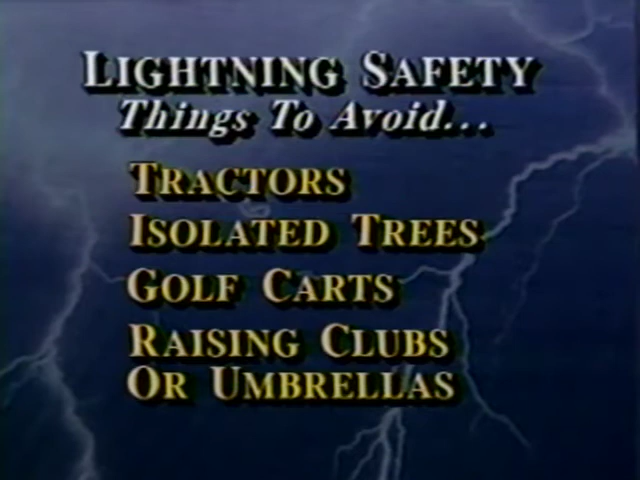 LIGHTNING SAFETY
Things To Avoid...
TRACTORS
ISOLATED TREES
GOLF CARTS
RAISING CLUBS
OR UMBRELLAS